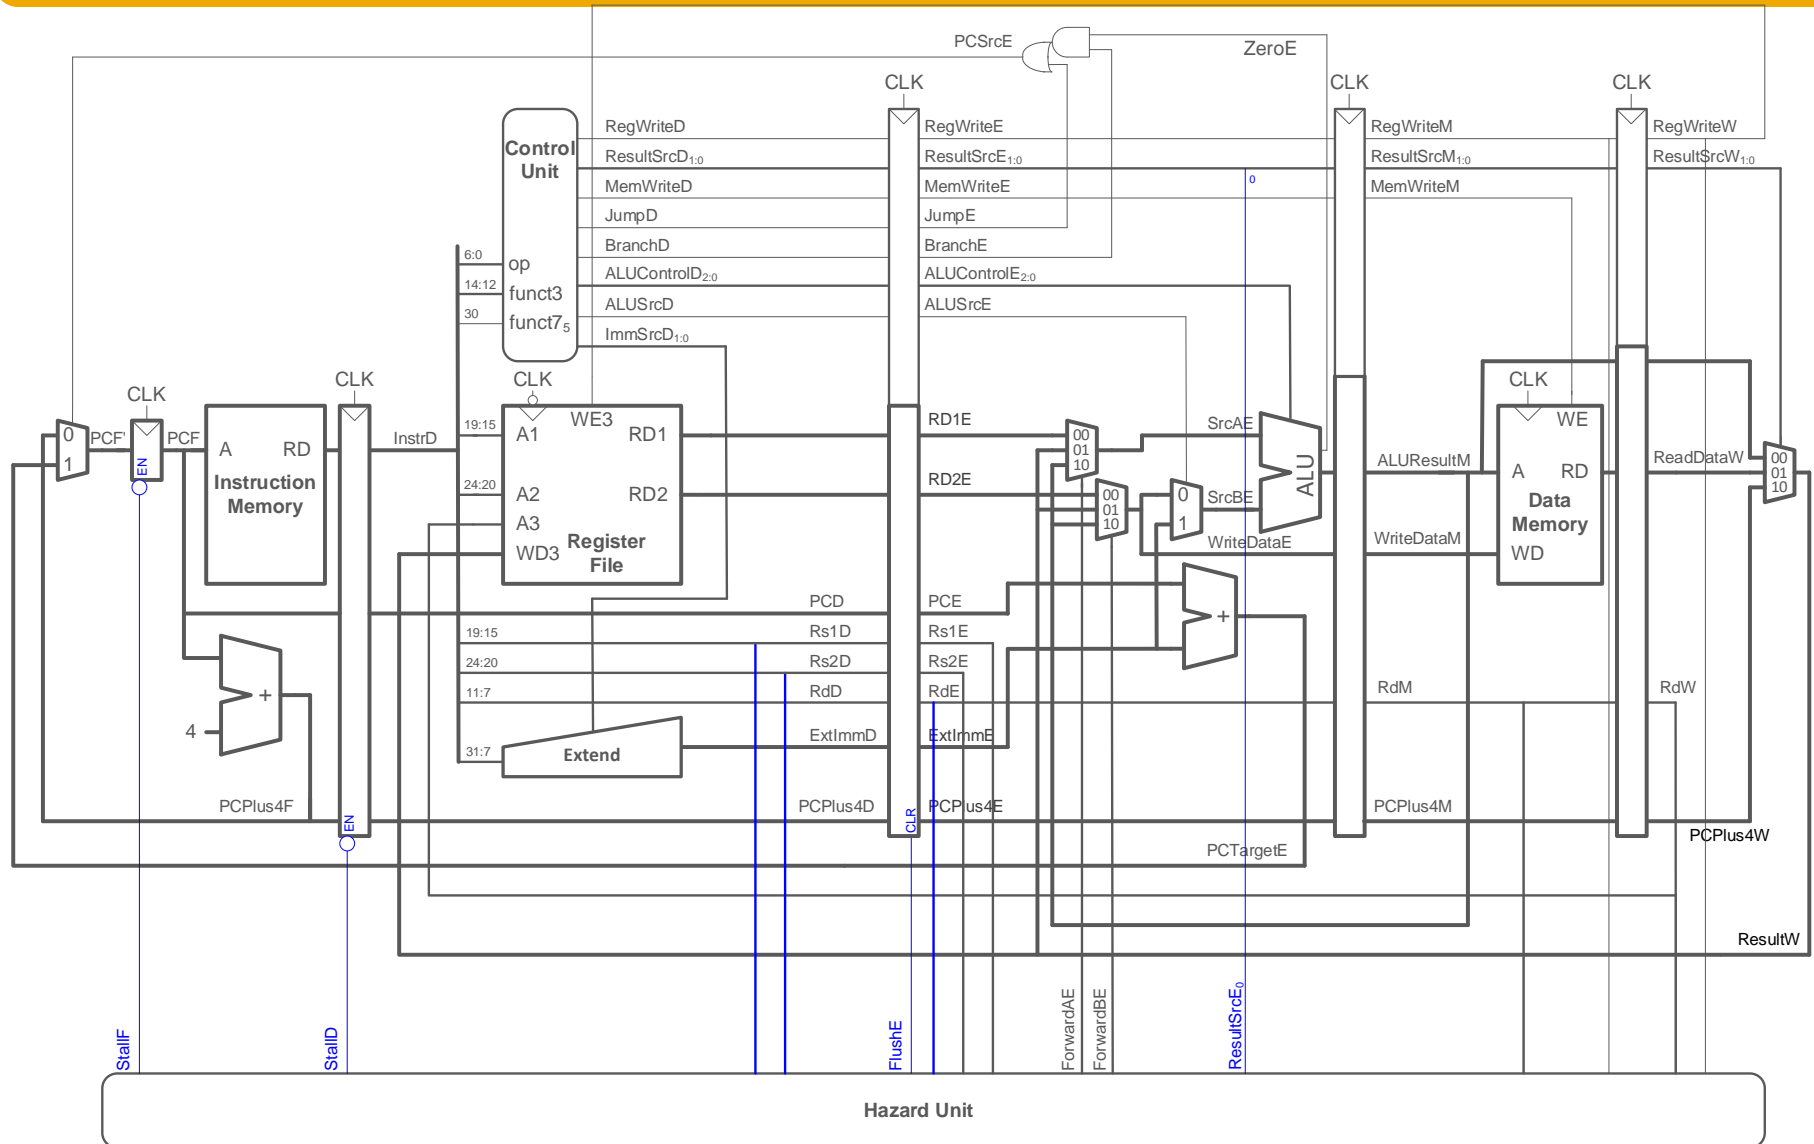 PCSrcE
ZeroE
CLK
CLK
CLK
Control
Unit
RegWriteD
RegWriteE
RegWriteM
RegWriteW
ResultSrcD1:0
ResultSrcE1:0
ResultSrcM1:0
ResultSrcW1:0
0
MemWriteD
MemWriteE
MemWriteM
JumpD
JumpE
BranchD
BranchE
6:0
op
ALUControlD2:0
ALUControlE2:0
14:12
funct3
ALUSrcD
ALUSrcE
30
funct75
ImmSrcD1:0
CLK
CLK
CLK
CLK
0
1
PCF'
EN
PCF
A
RD
Instruction
Memory
InstrD
19:15
A1
WE3
RD1
RD1E
00
01
10
SrcAE
24:20
A2
RD2
RD2E
00
01
10
0
1
SrcBE
ALU
ALUResultM
A
RD
WE
Data
Memory
WD
ReadDataW
00
01
10
A3
WD3
Register
File
WriteDataE
WriteDataM
PCD
PCE
+
19:15
Rs1D
Rs1E
24:20
Rs2D
Rs2E
11:7
RdD
RdE
RdM
RdW
+
4
31:7
Extend
ExtImmD
ExtImmE
PCPlus4F
EN
PCPlus4D
CLR
PCPlus4E
PCPlus4M
PCPlus4W
PCTargetE
ResultW
StallF
StallD
FlushE
ForwardAE
ForwardBE
ResultSrcE0
Hazard Unit